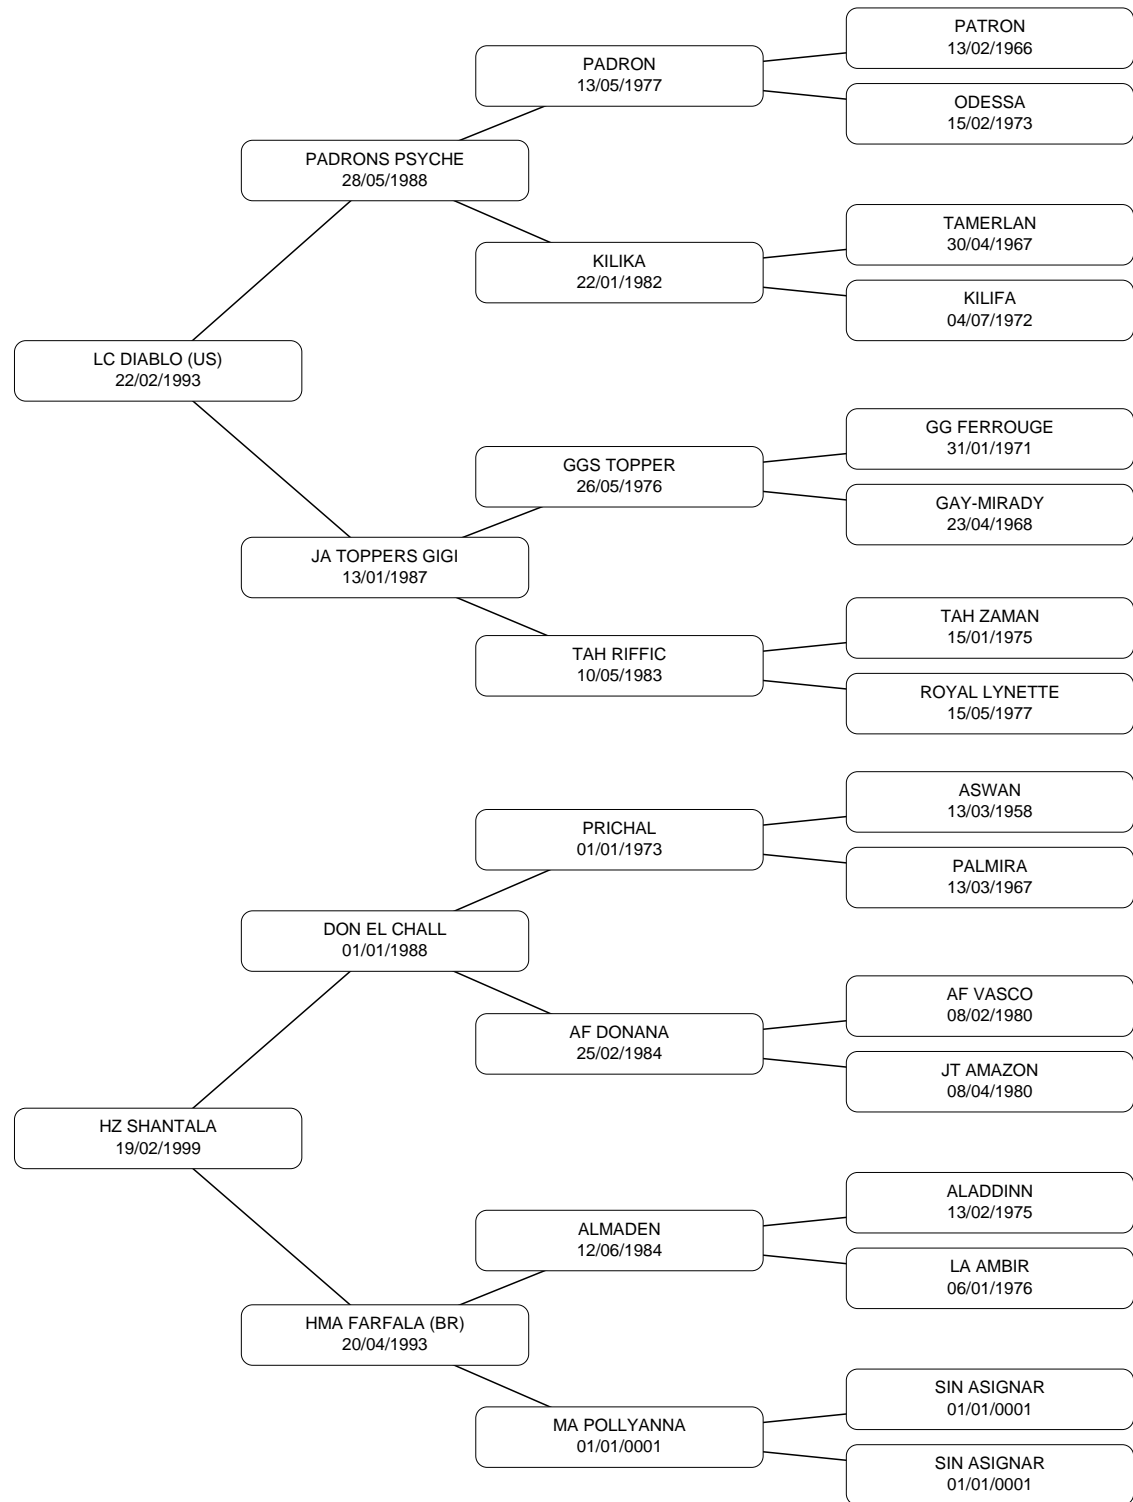 PATRON
13/02/1966
PADRON
13/05/1977
ODESSA
15/02/1973
PADRONS PSYCHE
28/05/1988
TAMERLAN
30/04/1967
KILIKA
22/01/1982
KILIFA
04/07/1972
LC DIABLO (US)
22/02/1993
GG FERROUGE
31/01/1971
GGS TOPPER
26/05/1976
GAY-MIRADY
23/04/1968
JA TOPPERS GIGI
13/01/1987
TAH ZAMAN
15/01/1975
TAH RIFFIC
10/05/1983
ROYAL LYNETTE
15/05/1977
ASWAN
13/03/1958
PRICHAL
01/01/1973
PALMIRA
13/03/1967
DON EL CHALL
01/01/1988
AF VASCO
08/02/1980
AF DONANA
25/02/1984
JT AMAZON
08/04/1980
HZ SHANTALA
19/02/1999
ALADDINN
13/02/1975
ALMADEN
12/06/1984
LA AMBIR
06/01/1976
HMA FARFALA (BR)
20/04/1993
SIN ASIGNAR
01/01/0001
MA POLLYANNA
01/01/0001
SIN ASIGNAR
01/01/0001